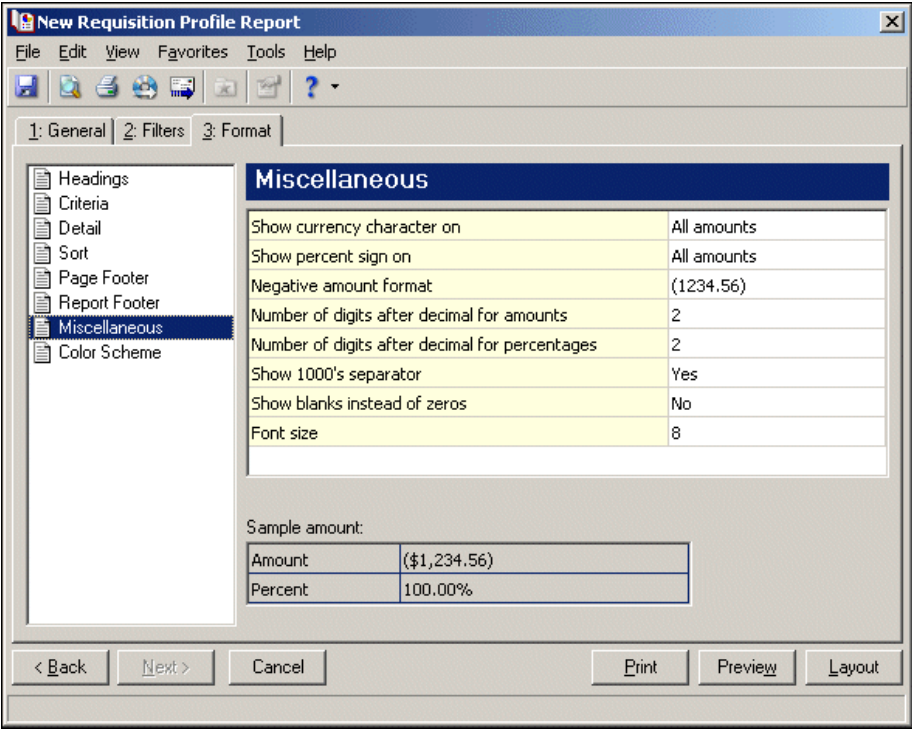 New Requisition Profile Report
File Edit View Favorites Tools Help
1: General 2: Filters 3: Format
Headings
Criteria
Detail
Sort
Page Footer
Report Footer
Miscellaneous
Color Scheme
Miscellaneous
Show currency character on All amounts
Show percent sign on All amounts
Negative amount format (1234.56)
Number of digits after decimal for amounts 2
Number of digits after decimal for percentages 2
Show 1000's separator Yes
Show blanks instead of zeros No
Font size 8
Sample amount:
Amount ($1,234.56)
Percent 100.00%
< Back Next > Cancel Print Preview Layout